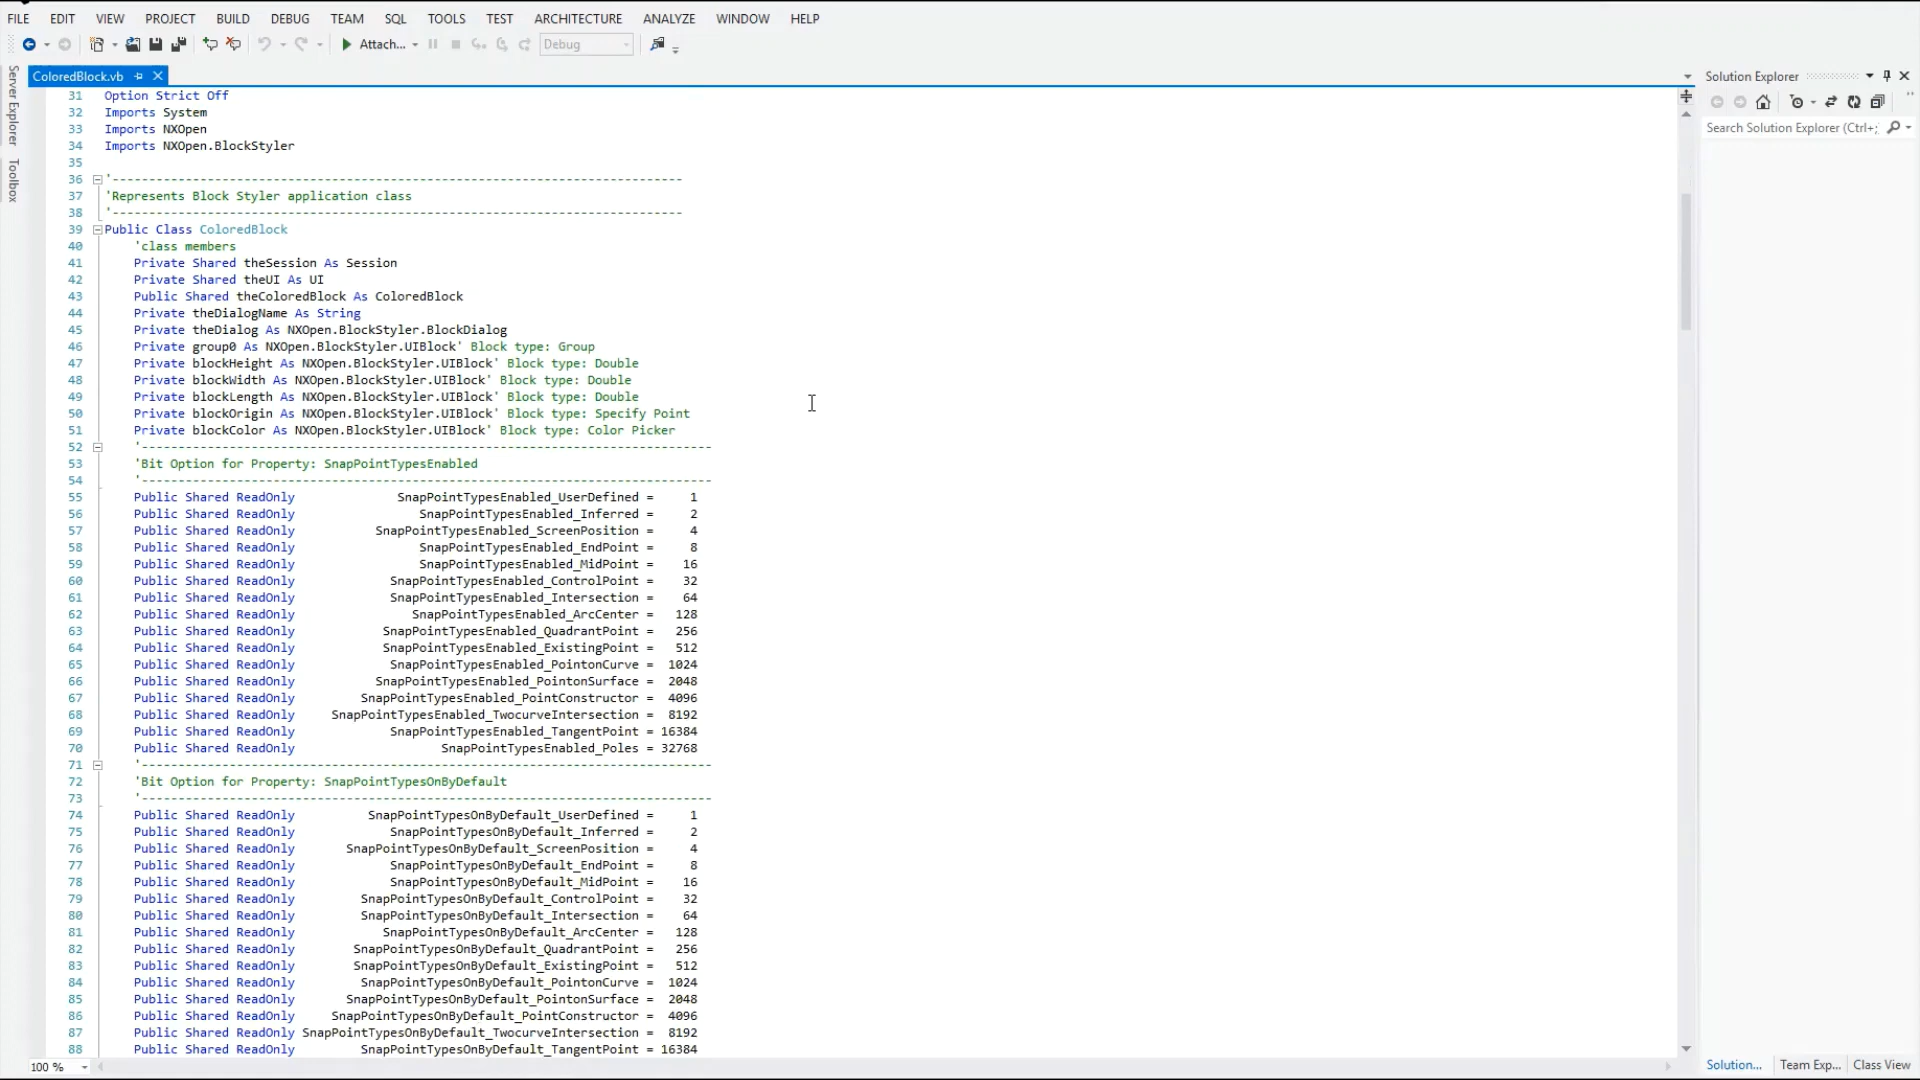 FILE EDIT VIEW PROJECT BUILD DEBUG TEAM SQL TOOLS TEST ARCHITECTURE ANALYZE WINDOW HELP
Attach... Debug
Server Explorer
Toolbox
ColoredBlock.vb
Solution Explorer
Search Solution Explorer (Ctrl+;
31 Option Strict Off
32 Imports System
33 Imports NXOpen
34 Imports NXOpen.BlockStyler
35
36 '------------------------------------------------------------------------------
37 'Represents Block Styler application class
38 '------------------------------------------------------------------------------
39 Public Class ColoredBlock
40 'class members
41 Private Shared theSession As Session
42 Private Shared theUI As UI
43 Public Shared theColoredBlock As ColoredBlock
44 Private theDialogName As String
45 Private theDialog As NXOpen.BlockStyler.BlockDialog
46 Private group0 As NXOpen.BlockStyler.UIBlock' Block type: Group
47 Private blockHeight As NXOpen.BlockStyler.UIBlock' Block type: Double
48 Private blockWidth As NXOpen.BlockStyler.UIBlock' Block type: Double
49 Private blockLength As NXOpen.BlockStyler.UIBlock' Block type: Double
50 Private blockOrigin As NXOpen.BlockStyler.UIBlock' Block type: Specify Point
51 Private blockColor As NXOpen.BlockStyler.UIBlock' Block type: Color Picker
52 '------------------------------------------------------------------------------
53 'Bit Option for Property: SnapPointTypesEnabled
54 '------------------------------------------------------------------------------
55 Public Shared ReadOnly SnapPointTypesEnabled_UserDefined = 1
56 Public Shared ReadOnly SnapPointTypesEnabled_Inferred = 2
57 Public Shared ReadOnly SnapPointTypesEnabled_ScreenPosition = 4
58 Public Shared ReadOnly SnapPointTypesEnabled_EndPoint = 8
59 Public Shared ReadOnly SnapPointTypesEnabled_MidPoint = 16
60 Public Shared ReadOnly SnapPointTypesEnabled_ControlPoint = 32
61 Public Shared ReadOnly SnapPointTypesEnabled_Intersection = 64
62 Public Shared ReadOnly SnapPointTypesEnabled_ArcCenter = 128
63 Public Shared ReadOnly SnapPointTypesEnabled_QuadrantPoint = 256
64 Public Shared ReadOnly SnapPointTypesEnabled_ExistingPoint = 512
65 Public Shared ReadOnly SnapPointTypesEnabled_PointonCurve = 1024
66 Public Shared ReadOnly SnapPointTypesEnabled_PointonSurface = 2048
67 Public Shared ReadOnly SnapPointTypesEnabled_PointConstructor = 4096
68 Public Shared ReadOnly SnapPointTypesEnabled_TwocurveIntersection = 8192
69 Public Shared ReadOnly SnapPointTypesEnabled_TangentPoint = 16384
70 Public Shared ReadOnly SnapPointTypesEnabled_Poles = 32768
71 '------------------------------------------------------------------------------
72 'Bit Option for Property: SnapPointTypesOnByDefault
73 '------------------------------------------------------------------------------
74 Public Shared ReadOnly SnapPointTypesOnByDefault_UserDefined = 1
75 Public Shared ReadOnly SnapPointTypesOnByDefault_Inferred = 2
76 Public Shared ReadOnly SnapPointTypesOnByDefault_ScreenPosition = 4
77 Public Shared ReadOnly SnapPointTypesOnByDefault_EndPoint = 8
78 Public Shared ReadOnly SnapPointTypesOnByDefault_MidPoint = 16
79 Public Shared ReadOnly SnapPointTypesOnByDefault_ControlPoint = 32
80 Public Shared ReadOnly SnapPointTypesOnByDefault_Intersection = 64
81 Public Shared ReadOnly SnapPointTypesOnByDefault_ArcCenter = 128
82 Public Shared ReadOnly SnapPointTypesOnByDefault_QuadrantPoint = 256
83 Public Shared ReadOnly SnapPointTypesOnByDefault_ExistingPoint = 512
84 Public Shared ReadOnly SnapPointTypesOnByDefault_PointonCurve = 1024
85 Public Shared ReadOnly SnapPointTypesOnByDefault_PointonSurface = 2048
86 Public Shared ReadOnly SnapPointTypesOnByDefault_PointConstructor = 4096
87 Public Shared ReadOnly SnapPointTypesOnByDefault_TwocurveIntersection = 8192
88 Public Shared ReadOnly SnapPointTypesOnByDefault_TangentPoint = 16384
100 %
Solution... Team Exp... Class View